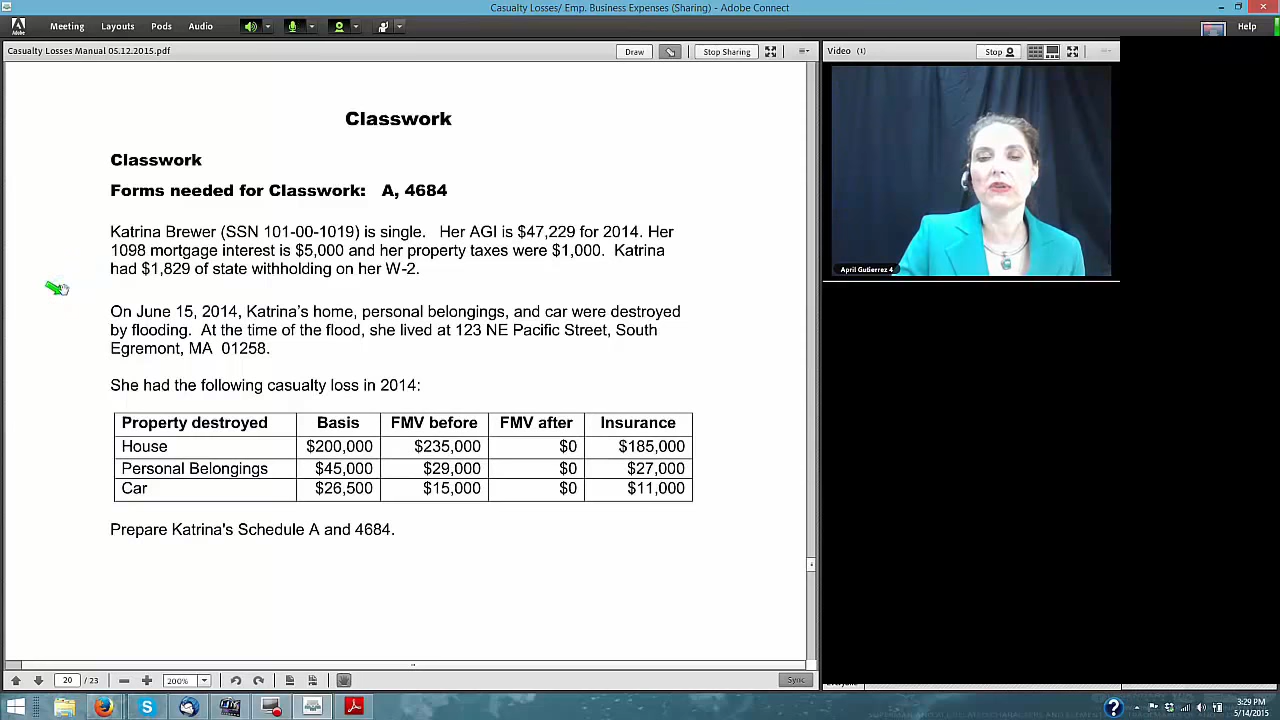 Casualty Losses/ Emp. Business Expenses (Sharing) - Adobe Connect
Adobe
Meeting Layouts Pods Audio Help
Casualty Losses Manual 05.12.2015.pdf Draw Stop Sharing
Video (1) Stop
April Gutierrez 4
Classwork
Classwork
Forms needed for Classwork: A, 4684
Katrina Brewer (SSN 101-00-1019) is single. Her AGI is $47,229 for 2014. Her
1098 mortgage interest is $5,000 and her property taxes were $1,000. Katrina
had $1,829 of state withholding on her W-2.
On June 15, 2014, Katrina's home, personal belongings, and car were destroyed
by flooding. At the time of the flood, she lived at 123 NE Pacific Street, South
Egremont, MA 01258.
She had the following casualty loss in 2014:
Property destroyed Basis FMV before FMV after Insurance
House $200,000 $235,000 $0 $185,000
Personal Belongings $45,000 $29,000 $0 $27,000
Car $26,500 $15,000 $0 $11,000
Prepare Katrina's Schedule A and 4684.
20 / 23 200% Sync
3:29 PM
5/14/2015